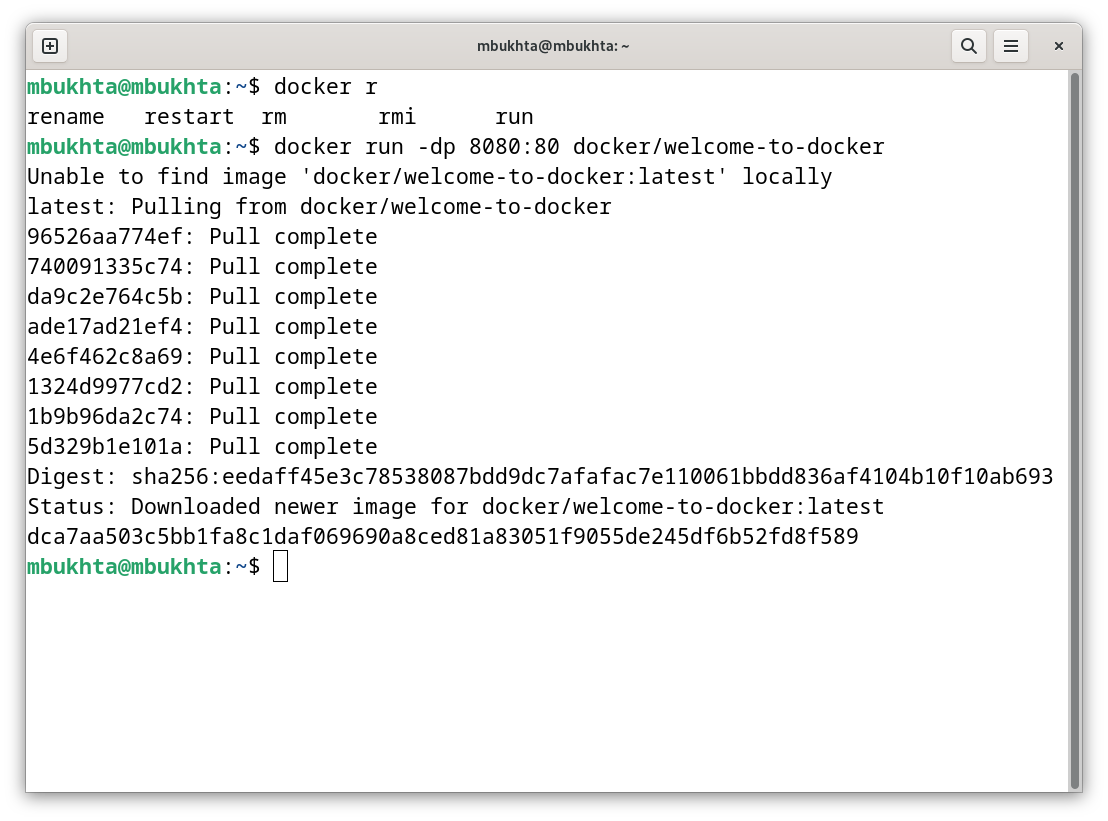 mbukhta@mbukhta: ~
mbukhta@mbukhta:~$ docker r
rename   restart  rm       rmi      run
mbukhta@mbukhta:~$ docker run -dp 8080:80 docker/welcome-to-docker
Unable to find image 'docker/welcome-to-docker:latest' locally
latest: Pulling from docker/welcome-to-docker
96526aa774ef: Pull complete
740091335c74: Pull complete
da9c2e764c5b: Pull complete
ade17ad21ef4: Pull complete
4e6f462c8a69: Pull complete
1324d9977cd2: Pull complete
1b9b96da2c74: Pull complete
5d329b1e101a: Pull complete
Digest: sha256:eedaff45e3c78538087bdd9dc7afafac7e110061bbdd836af4104b10f10ab693
Status: Downloaded newer image for docker/welcome-to-docker:latest
dca7aa503c5bb1fa8c1daf069690a8ced81a83051f9055de245df6b52fd8f589
mbukhta@mbukhta:~$